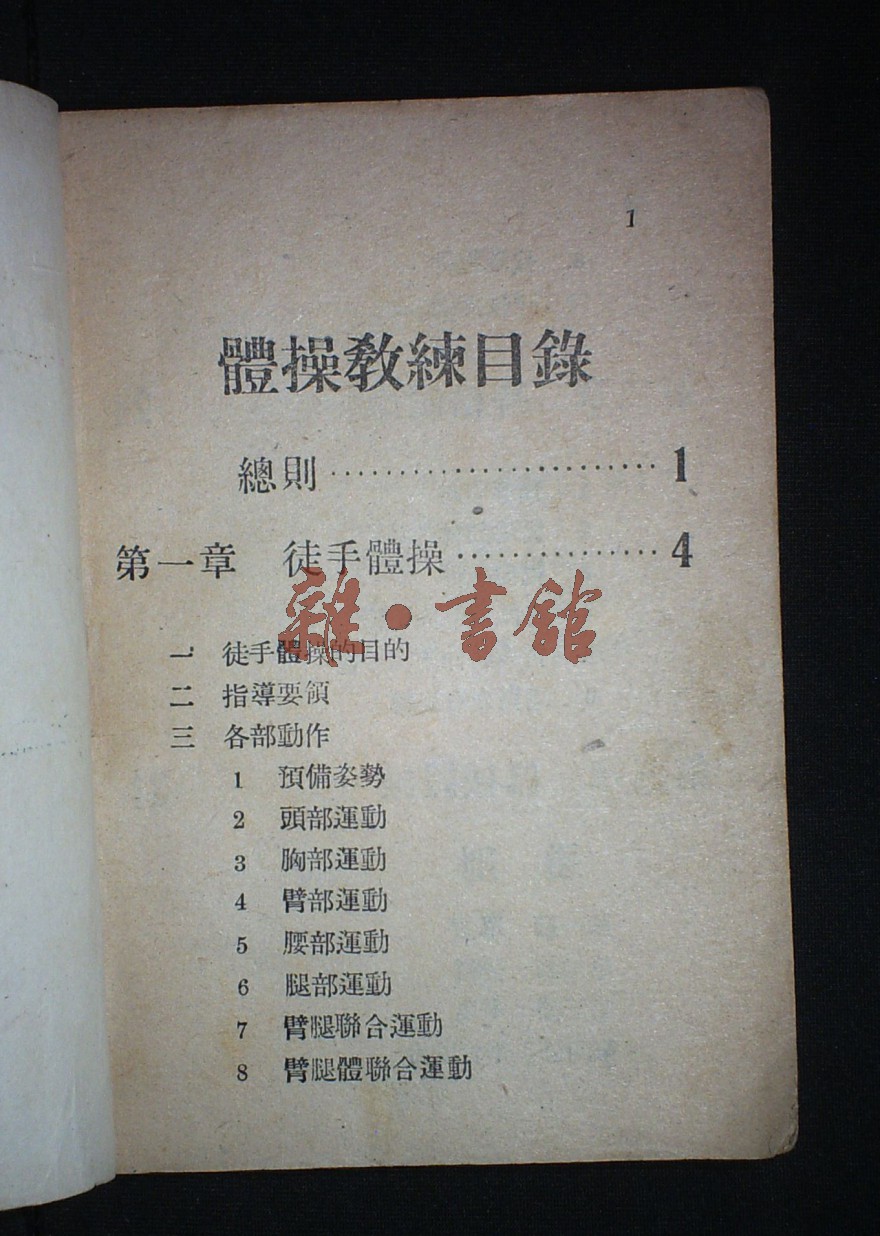 1
體操教練目錄
總則························1
第一章 徒手體操···············4
雜·書館
一 徒手體操的目的
二 指導要領
三 各部動作
1 預備姿勢
2 頭部運動
3 胸部運動
4 臂部運動
5 腰部運動
6 腿部運動
7 臂腿聯合運動
8 臂腿體聯合運動